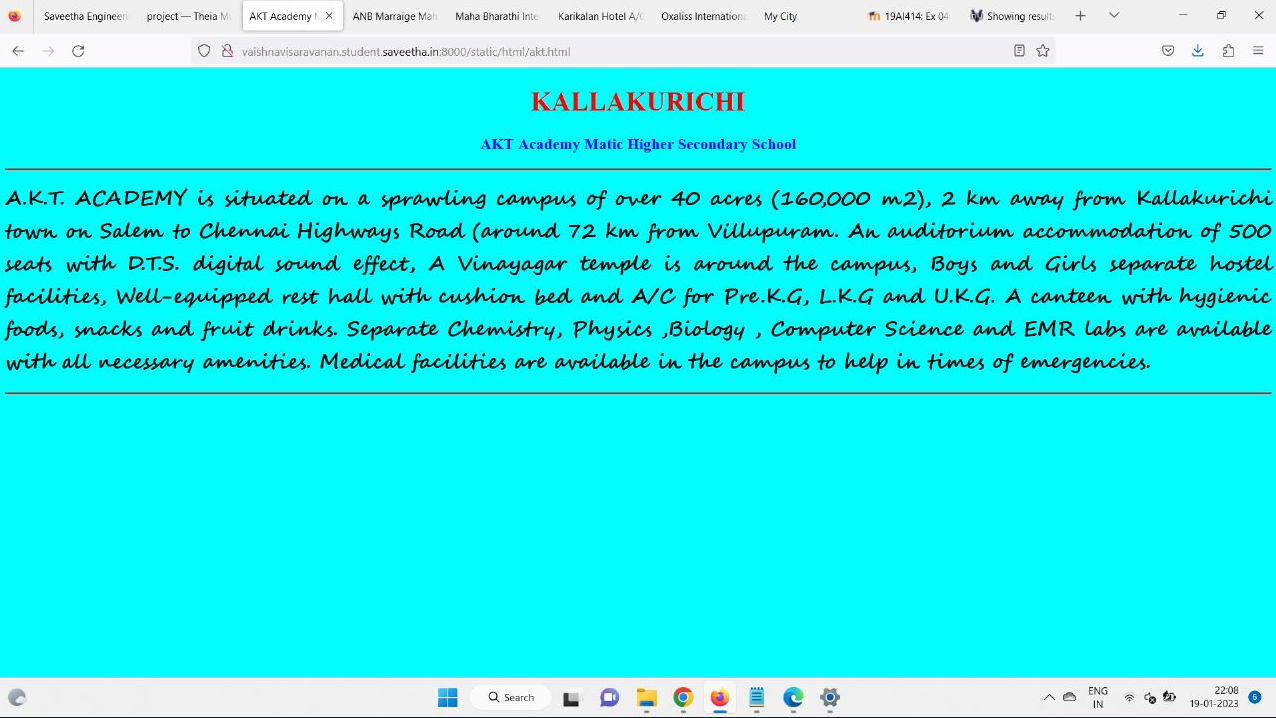 Saveetha Engineeri
project — Theia M
AKT Academy M
ANB Marraige Mah
Maha Bharathi Inte
Karikalan Hotel A/C
Oxaliss Internationa
My City
19AI414: Ex 04
Showing results
vaishnavisaravanan.student.saveetha.in:8000/static/html/akt.html
KALLAKURICHI
AKT Academy Matic Higher Secondary School
A.K.T. ACADEMY is situated on a sprawling campus of over 40 acres (160,000 m2), 2 km away from Kallakurichi
town on Salem to Chennai Highways Road (around 72 km from Villupuram. An auditorium accommodation of 500
seats with D.T.S. digital sound effect, A Vinayagar temple is around the campus, Boys and Girls separate hostel
facilities, Well-equipped rest hall with cushion bed and A/C for Pre.K.G, L.K.G and U.K.G. A canteen with hygienic
foods, snacks and fruit drinks. Separate Chemistry, Physics ,Biology , Computer Science and EMR labs are available
with all necessary amenities. Medical facilities are available in the campus to help in times of emergencies.
Search
ENG
IN
22:08
19-01-2023
5